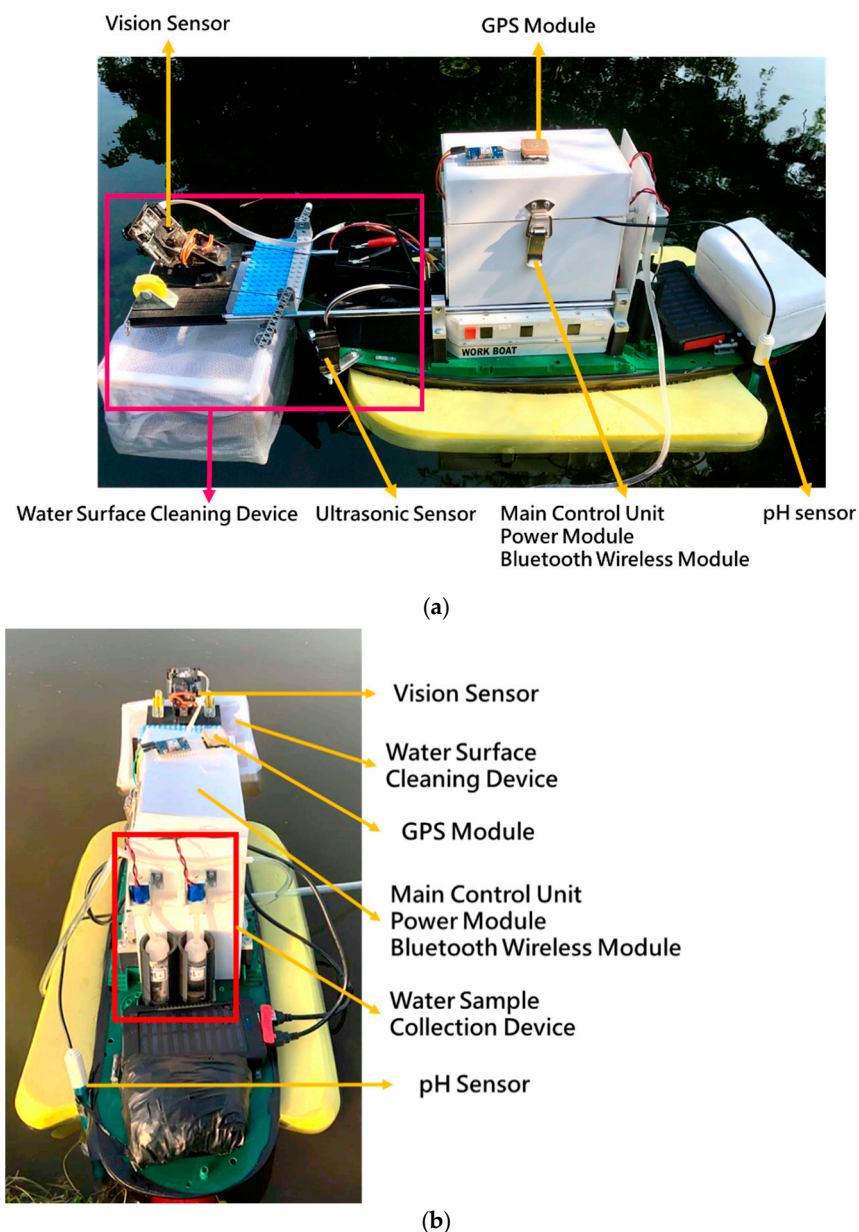 Vision Sensor
GPS Module
WORK BOAT
Water Surface Cleaning Device
Ultrasonic Sensor
Main Control Unit
Power Module
Bluetooth Wireless Module
pH sensor
(a)
Vision Sensor
Water Surface
Cleaning Device
GPS Module
Main Control Unit
Power Module
Bluetooth Wireless Module
Water Sample
Collection Device
pH Sensor
(b)